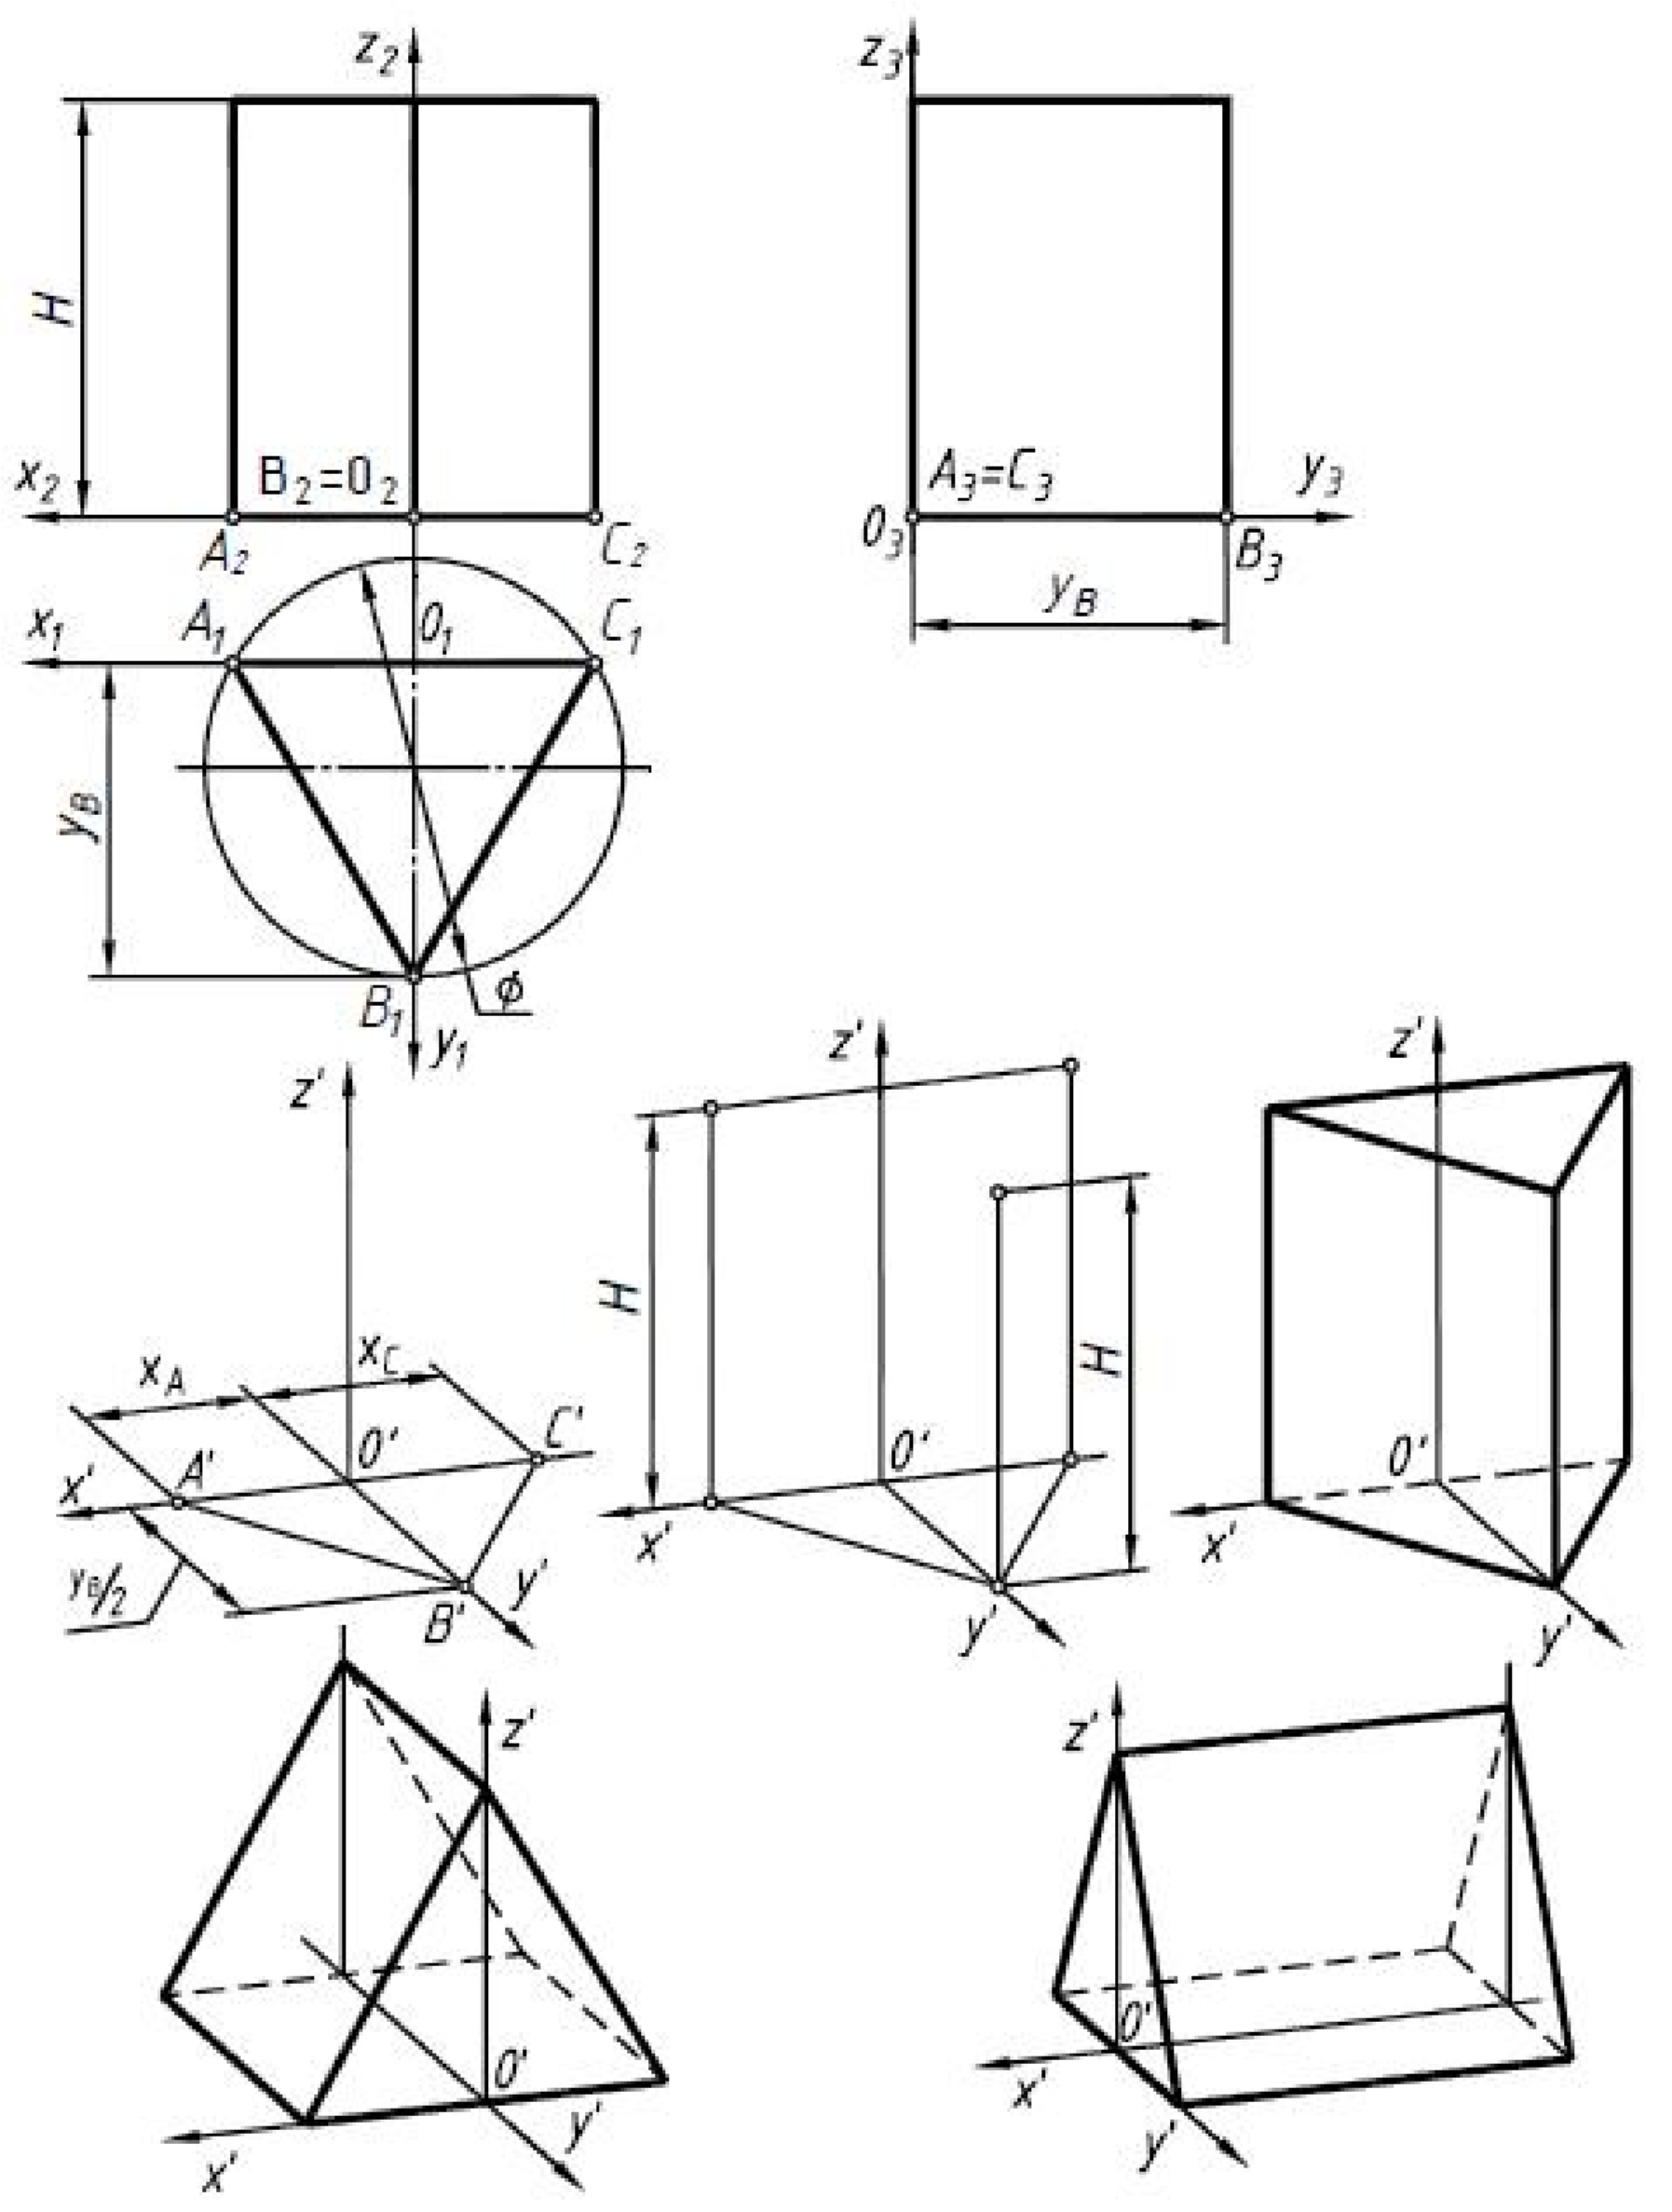 z₂
z₃
H
x₂
B₂=0₂
A₂
C₂
A₃=C₃
y₃
0₃
B₃
yB
x₁
A₁
0₁
C₁
yB
B₁
ϕ
y₁
z'
xA
xC
0'
C'
A'
x'
yB/2
B'
y'
z'
H
H
0'
x'
y'
z'
0'
x'
y'
z'
0'
x'
y'
z'
0'
x'
y'